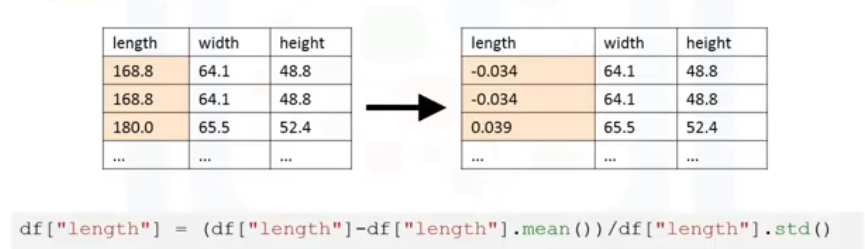 length width height length width height
168.8 64.1 48.8 -0.034 64.1 48.8
168.8 64.1 48.8 -0.034 64.1 48.8
180.0 65.5 52.4 0.039 65.5 52.4
... ... ... ... ... ...
df["length"] = (df["length"]-df["length"].mean())/df["length"].std()